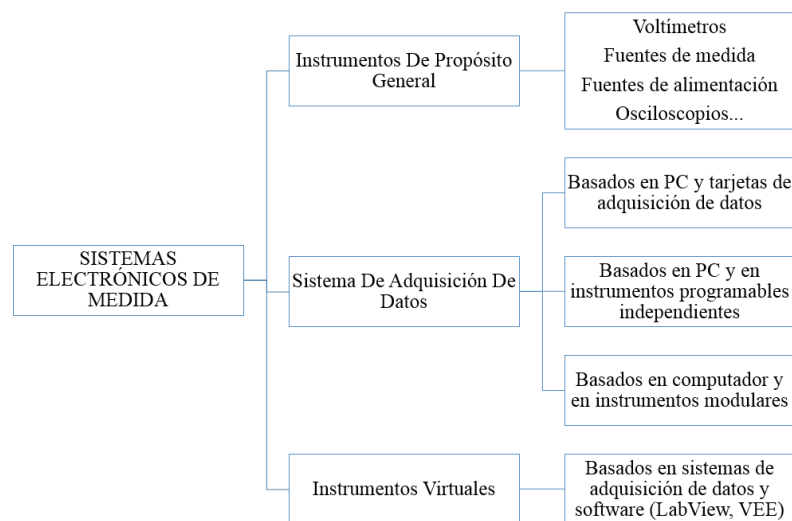 SISTEMAS
ELECTRÓNICOS DE
MEDIDA
Instrumentos De Propósito
General
Voltímetros
Fuentes de medida
Fuentes de alimentación
Osciloscopios...
Sistema De Adquisición De
Datos
Basados en PC y tarjetas de
adquisición de datos
Basados en PC y en
instrumentos programables
independientes
Basados en computador y
en instrumentos modulares
Instrumentos Virtuales
Basados en sistemas de
adquisición de datos y
software (LabView, VEE)